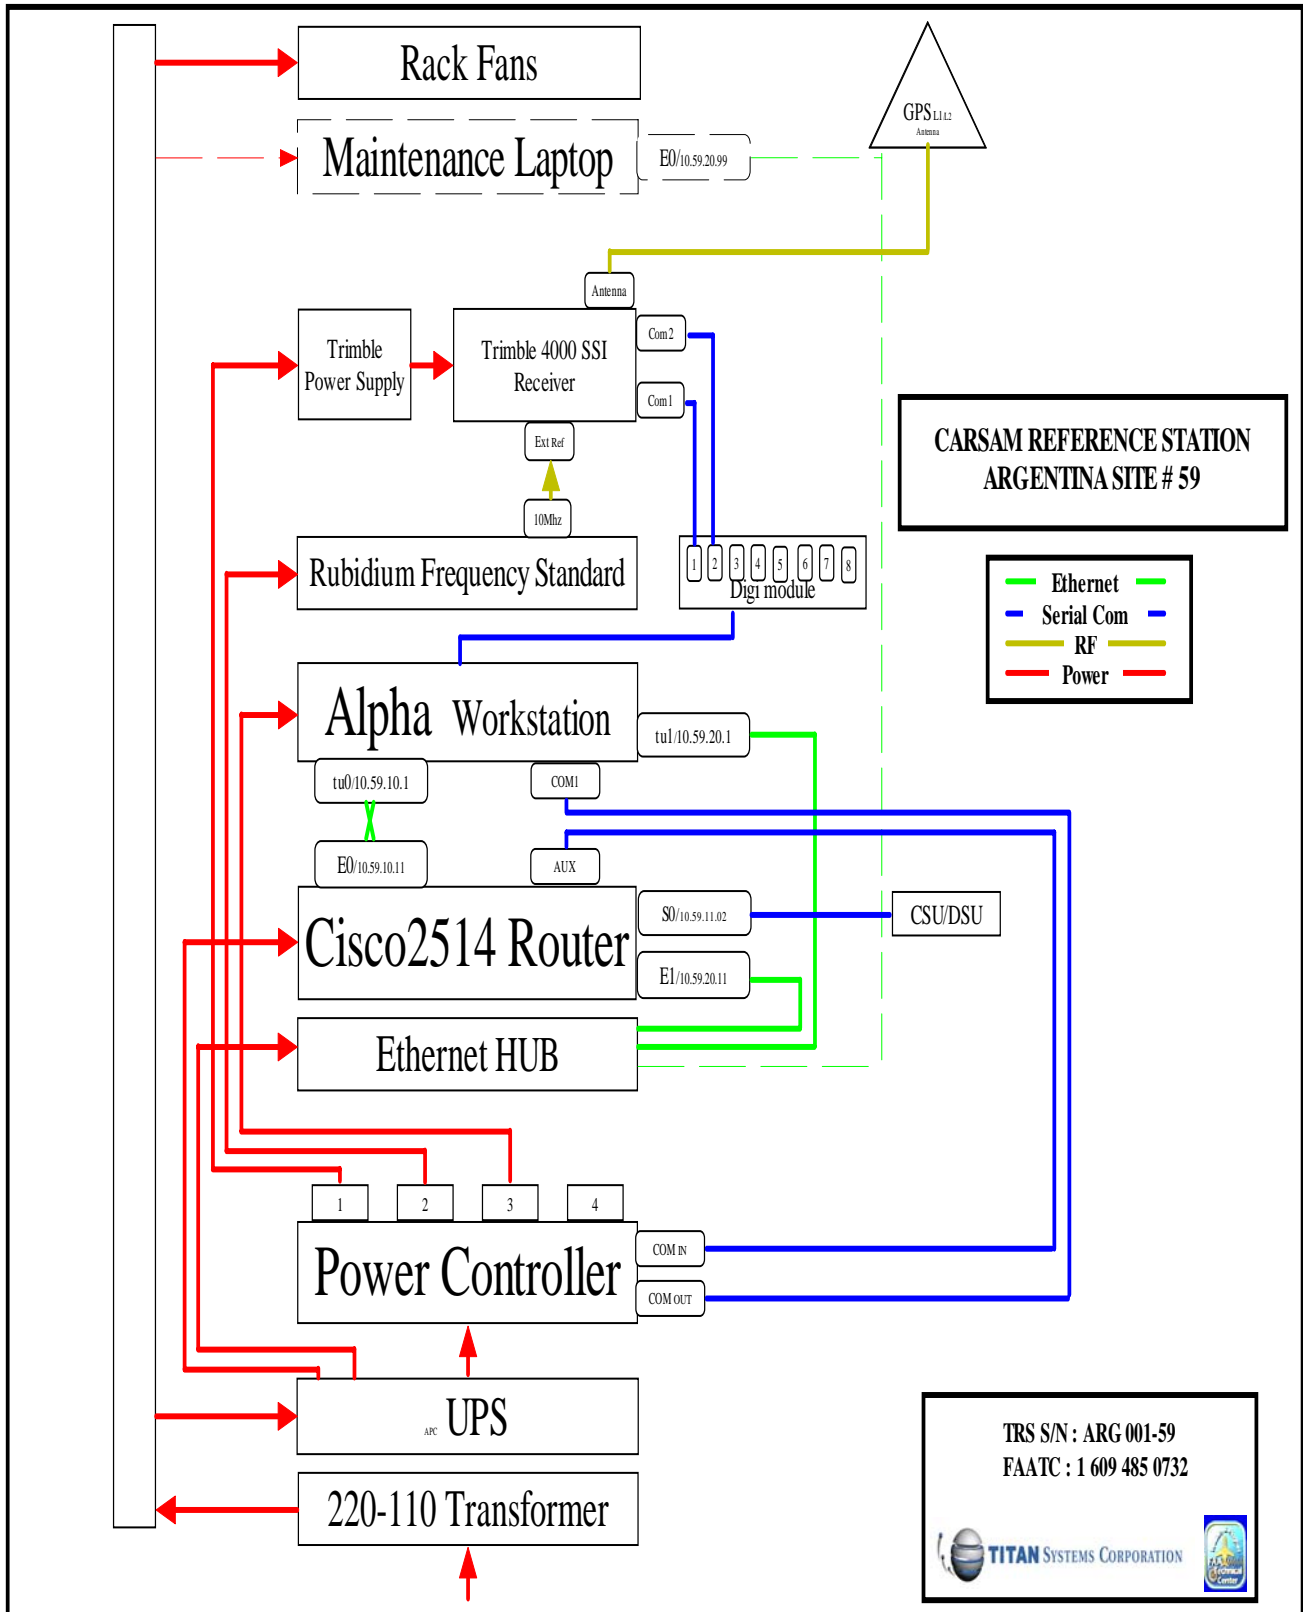 Rack Fans
Maintenance Laptop
E0/10.59.20.99
GPS L1/L2
Antenna
Antenna
Trimble
Power Supply
Trimble 4000 SSI
Receiver
Com2
Com1
Ext Ref
10Mhz
CARSAM REFERENCE STATION
ARGENTINA SITE # 59
Rubidium Frequency Standard
1 2 3 4 5 6 7 8
Digi module
Ethernet
Serial Com
RF
Power
Alpha Workstation
tu1/10.59.20.1
tu0/10.59.10.1
COM1
E0/10.59.10.11
AUX
Cisco2514 Router
S0/10.59.11.02
CSU/DSU
E1/10.59.20.11
Ethernet HUB
1 2 3 4
Power Controller
COM IN
COM OUT
APC UPS
220-110 Transformer
TRS S/N : ARG 001-59
FAATC : 1 609 485 0732
TITAN SYSTEMS CORPORATION
Technical
Center